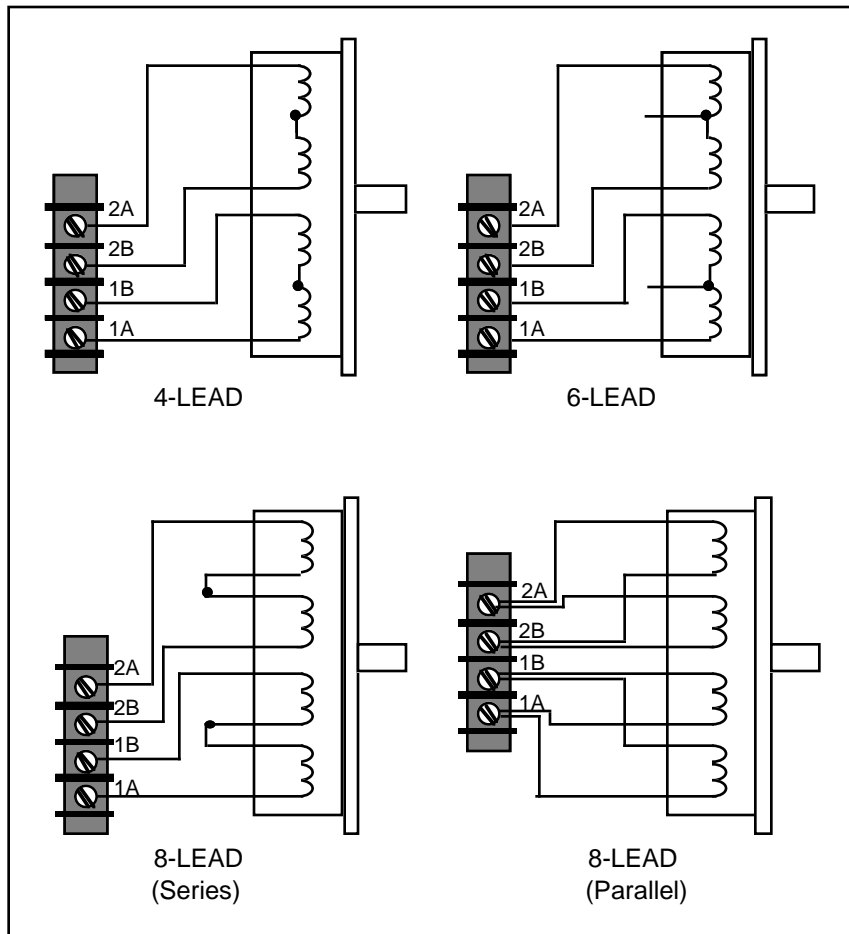 2A
2B
1B
1A
4-LEAD
2A
2B
1B
1A
6-LEAD
2A
2B
1B
1A
8-LEAD
(Series)
2A
2B
1B
1A
8-LEAD
(Parallel)